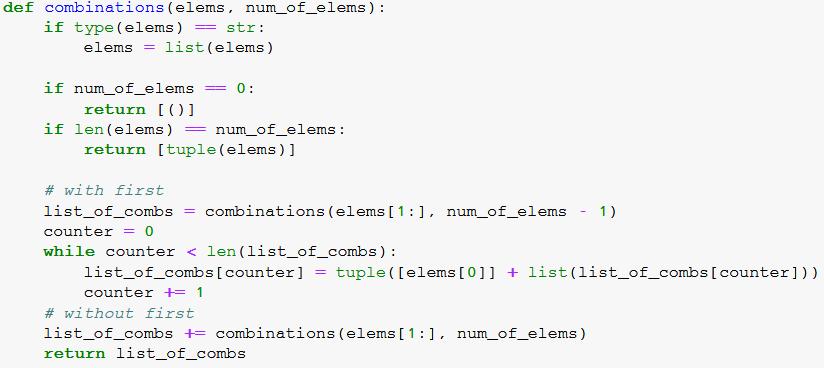 def combinations(elems, num_of_elems):
    if type(elems) == str:
        elems = list(elems)

    if num_of_elems == 0:
        return [()]
    if len(elems) == num_of_elems:
        return [tuple(elems)]

    # with first
    list_of_combs = combinations(elems[1:], num_of_elems - 1)
    counter = 0
    while counter < len(list_of_combs):
        list_of_combs[counter] = tuple([elems[0]] + list(list_of_combs[counter]))
        counter += 1
    # without first
    list_of_combs += combinations(elems[1:], num_of_elems)
    return list_of_combs